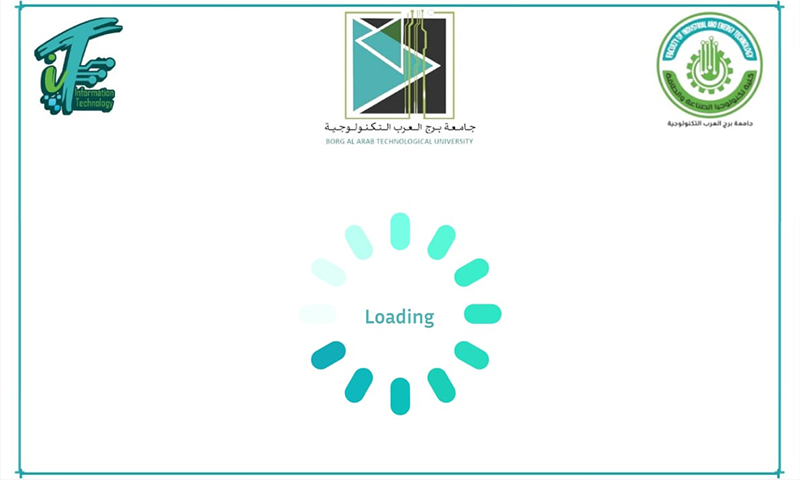 iT
Information
Technology
جامعة برج العرب التكنولوجية
BORG AL ARAB TECHNOLOGICAL UNIVERSITY
FACULTY OF INDUSTRIAL AND ENERGY TECHNOLOGY
كلية تكنولوجيا الصناعة والطاقة
جامعة برج العرب التكنولوجية
Loading